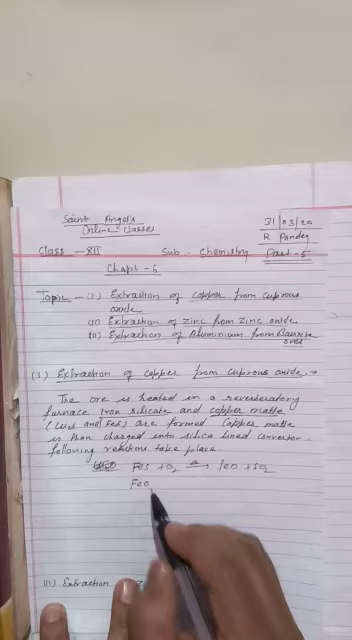 Saint Angels
Online classes
31/03/20
R Pandey
Class - XII Sub - Chemistry Part - 5
Chapt - 6
Topic - (i) Extraction of copper from cuprous
oxide
(ii) Extraction of zinc from zinc oxide
(iii) Extraction of Aluminium from Bauxite
ores
(i) Extraction of copper from cuprous oxide →
The ore is heated in a reverberatory
furnace Iron silicate and copper matte
(Cu2S and FeS) are formed Copper matte
is then charged into silica lined convertor
following reactions take place.
FeS + O2 → FeO + SO2
FeO
(ii) Extraction